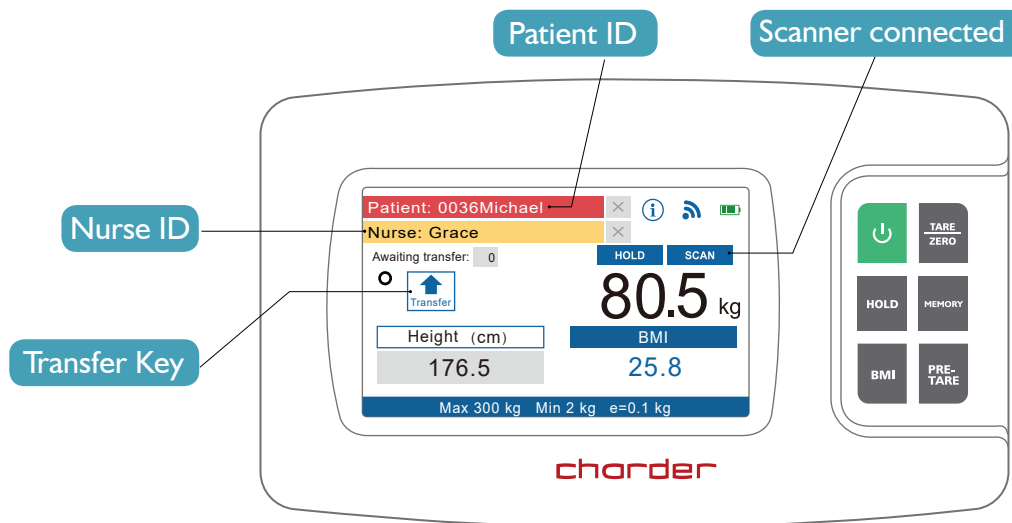 Patient ID
Scanner connected
Patient: 0036Michael
Nurse ID
Nurse: Grace
Awaiting transfer: 0
HOLD SCAN
Transfer
80.5 kg
Transfer Key
Height (cm) BMI
176.5 25.8
Max 300 kg Min 2 kg e=0.1 kg
charder
TARE
ZERO
HOLD MEMORY
BMI PRE-
TARE